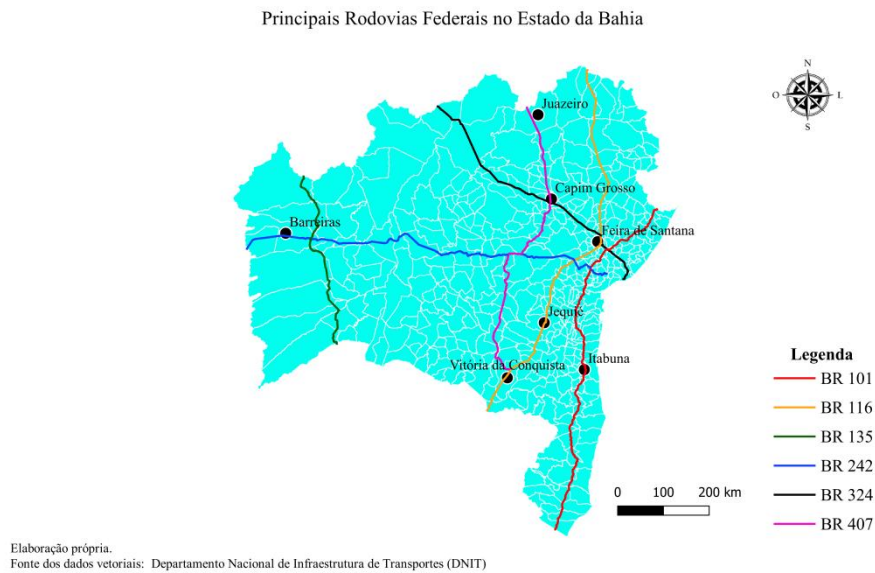 Principais Rodovias Federais no Estado da Bahia
N
O
L
S
Juazeiro
Capim Grosso
Barreiras
Feira de Santana
Jequié
Vitória da Conquista
Itabuna
Legenda
BR 101
BR 116
BR 135
BR 242
BR 324
BR 407
0 100 200 km
Elaboração própria.
Fonte dos dados vetoriais: Departamento Nacional de Infraestrutura de Transportes (DNIT)